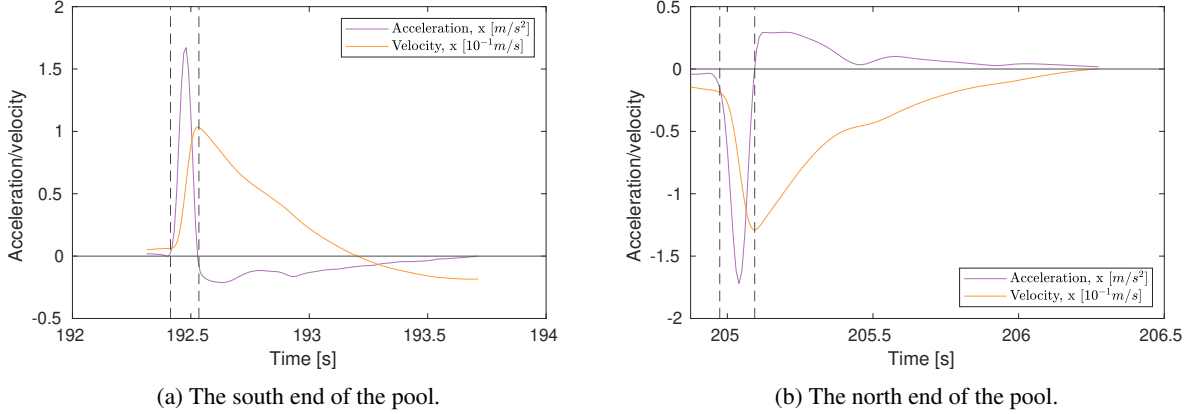 2
1.5
1
0.5
0
-0.5
Acceleration/velocity
Acceleration, x [m/s²]
Velocity, x [10⁻¹m/s]
192
192.5
193
193.5
194
Time [s]
(a) The south end of the pool.
0.5
0
-0.5
-1
-1.5
-2
Acceleration/velocity
Acceleration, x [m/s²]
Velocity, x [10⁻¹m/s]
205
205.5
206
206.5
Time [s]
(b) The north end of the pool.